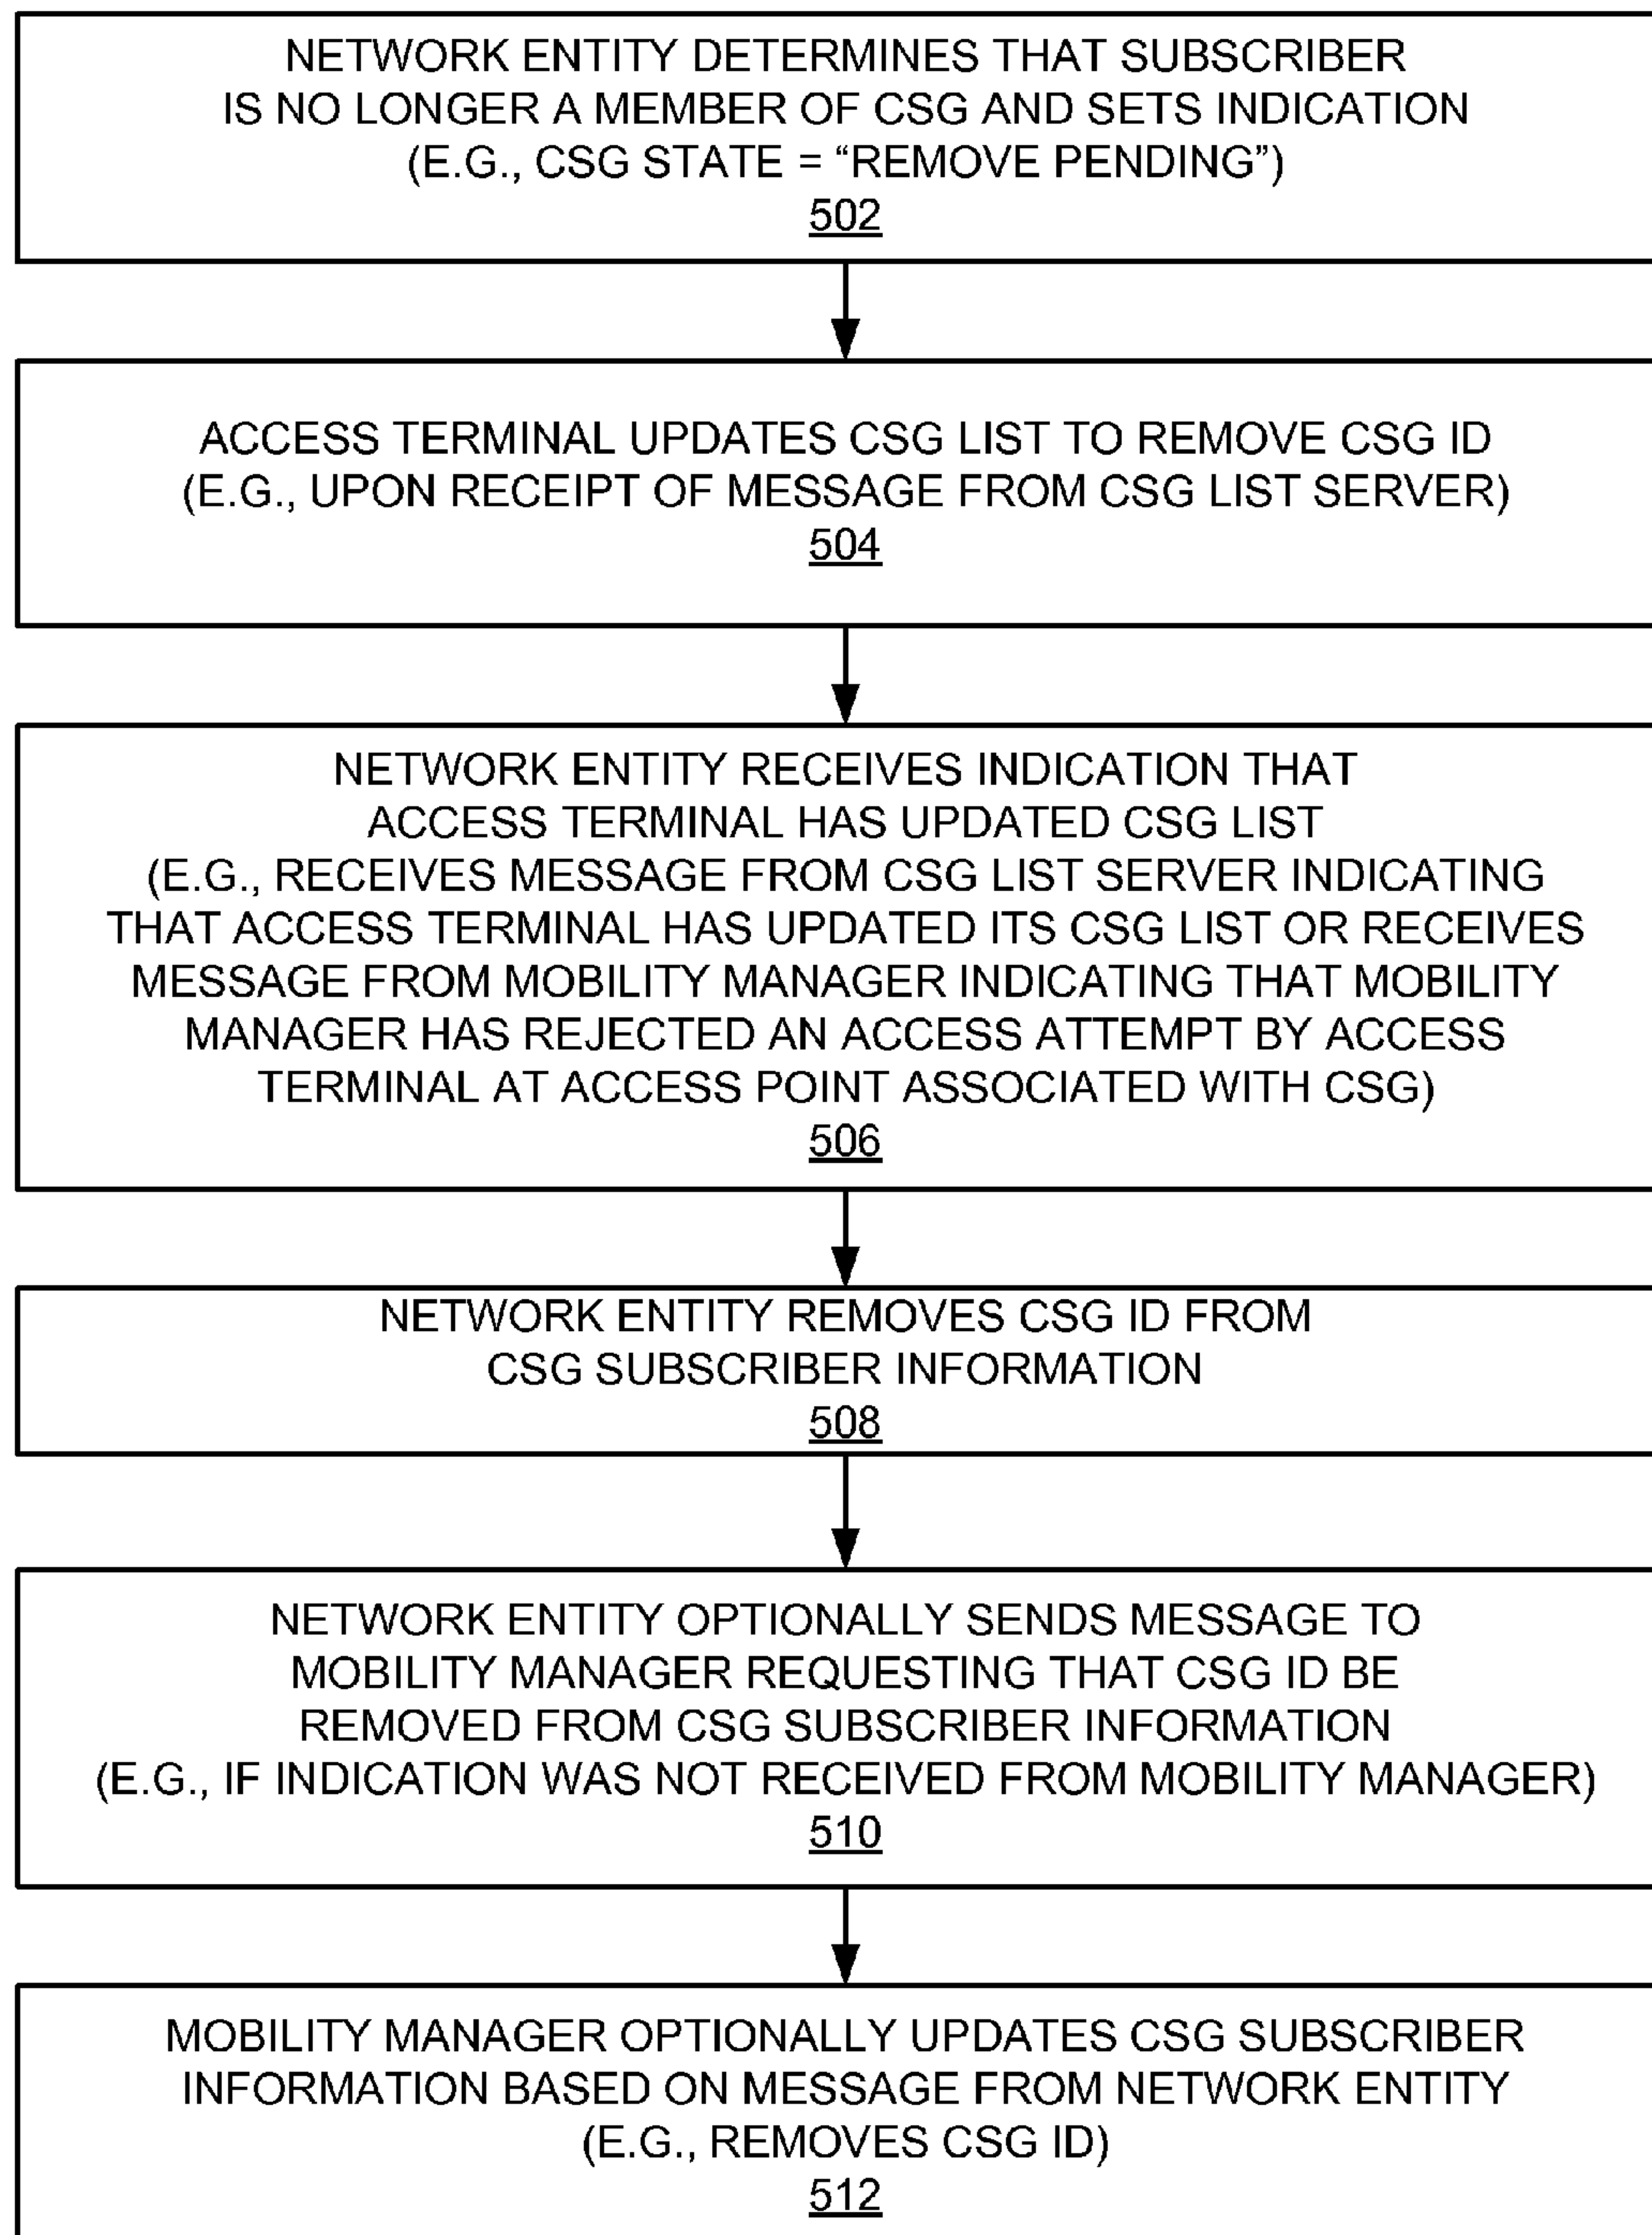 NETWORK ENTITY DETERMINES THAT SUBSCRIBER
IS NO LONGER A MEMBER OF CSG AND SETS INDICATION
(E.G., CSG STATE = “REMOVE PENDING”)
502
ACCESS TERMINAL UPDATES CSG LIST TO REMOVE CSG ID
(E.G., UPON RECEIPT OF MESSAGE FROM CSG LIST SERVER)
504
NETWORK ENTITY RECEIVES INDICATION THAT
ACCESS TERMINAL HAS UPDATED CSG LIST
(E.G., RECEIVES MESSAGE FROM CSG LIST SERVER INDICATING
THAT ACCESS TERMINAL HAS UPDATED ITS CSG LIST OR RECEIVES
MESSAGE FROM MOBILITY MANAGER INDICATING THAT MOBILITY
MANAGER HAS REJECTED AN ACCESS ATTEMPT BY ACCESS
TERMINAL AT ACCESS POINT ASSOCIATED WITH CSG)
506
NETWORK ENTITY REMOVES CSG ID FROM
CSG SUBSCRIBER INFORMATION
508
NETWORK ENTITY OPTIONALLY SENDS MESSAGE TO
MOBILITY MANAGER REQUESTING THAT CSG ID BE
REMOVED FROM CSG SUBSCRIBER INFORMATION
(E.G., IF INDICATION WAS NOT RECEIVED FROM MOBILITY MANAGER)
510
MOBILITY MANAGER OPTIONALLY UPDATES CSG SUBSCRIBER
INFORMATION BASED ON MESSAGE FROM NETWORK ENTITY
(E.G., REMOVES CSG ID)
512